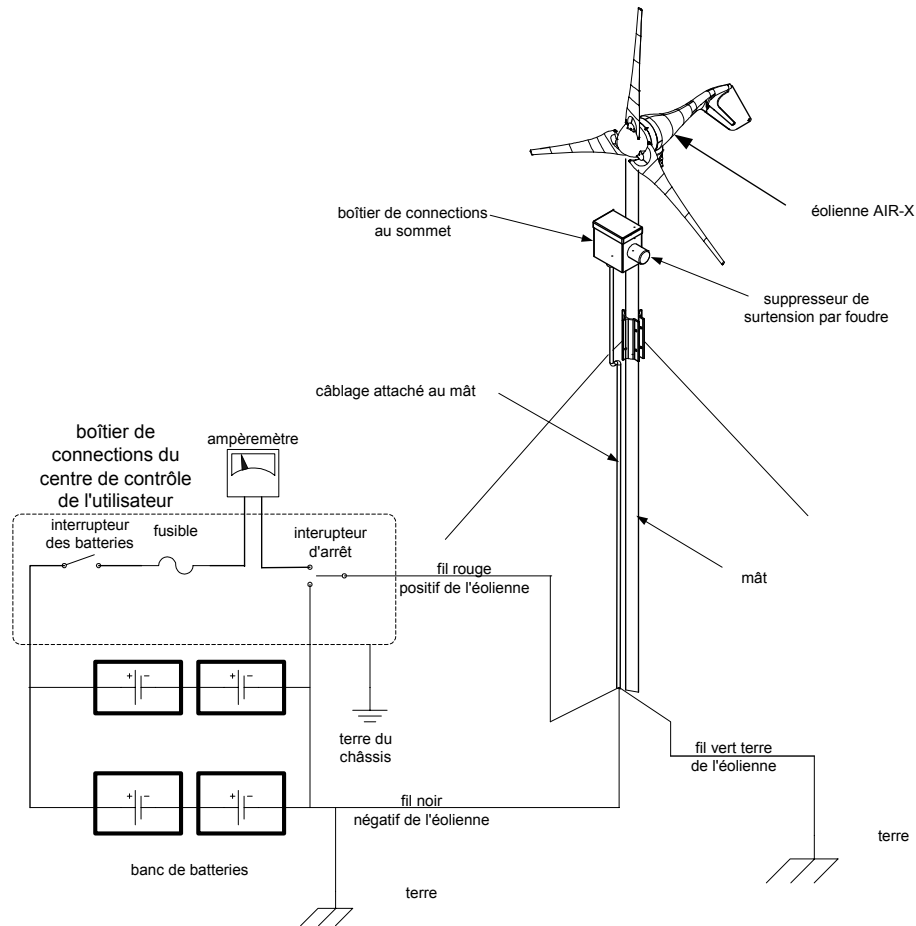 éolienne AIR-X
boîtier de connections
au sommet
suppresseur de
surtension par foudre
câblage attaché au mât
mât
boîtier de
connections du
centre de contrôle
de l'utilisateur
ampèremètre
interrupteur
des batteries
fusible
interupteur
d'arrêt
fil rouge
positif de l'éolienne
+ −
+ −
terre du
châssis
fil vert terre
de l'éolienne
+ −
+ −
fil noir
négatif de l'éolienne
banc de batteries
terre
terre